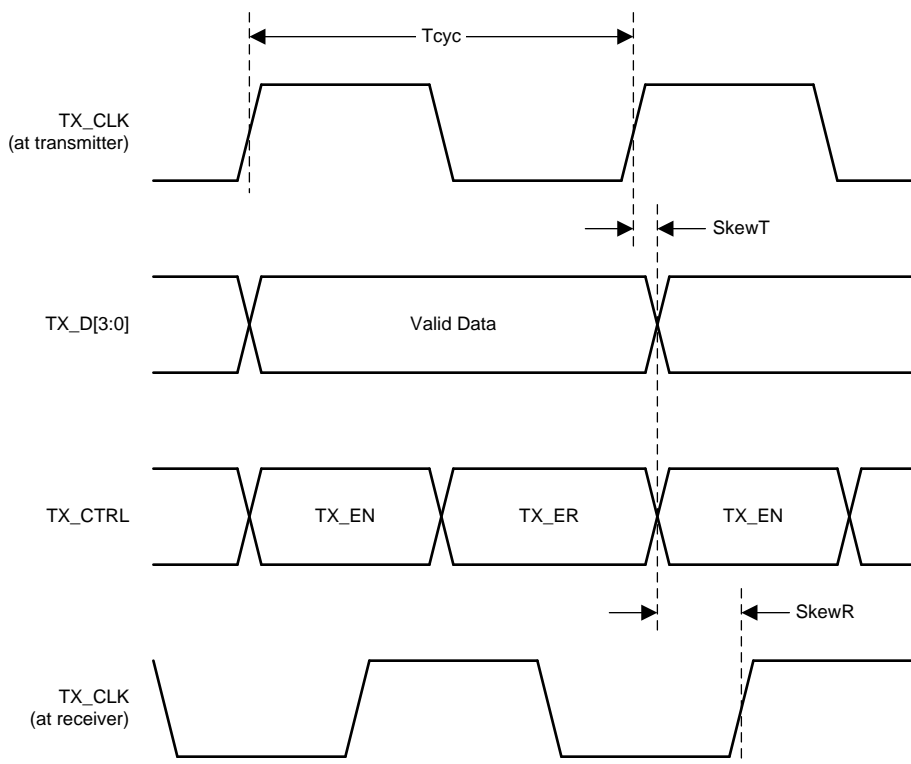 Tcyc
TX_CLK
(at transmitter)
SkewT
TX_D[3:0]
Valid Data
TX_CTRL
TX_EN
TX_ER
TX_EN
SkewR
TX_CLK
(at receiver)